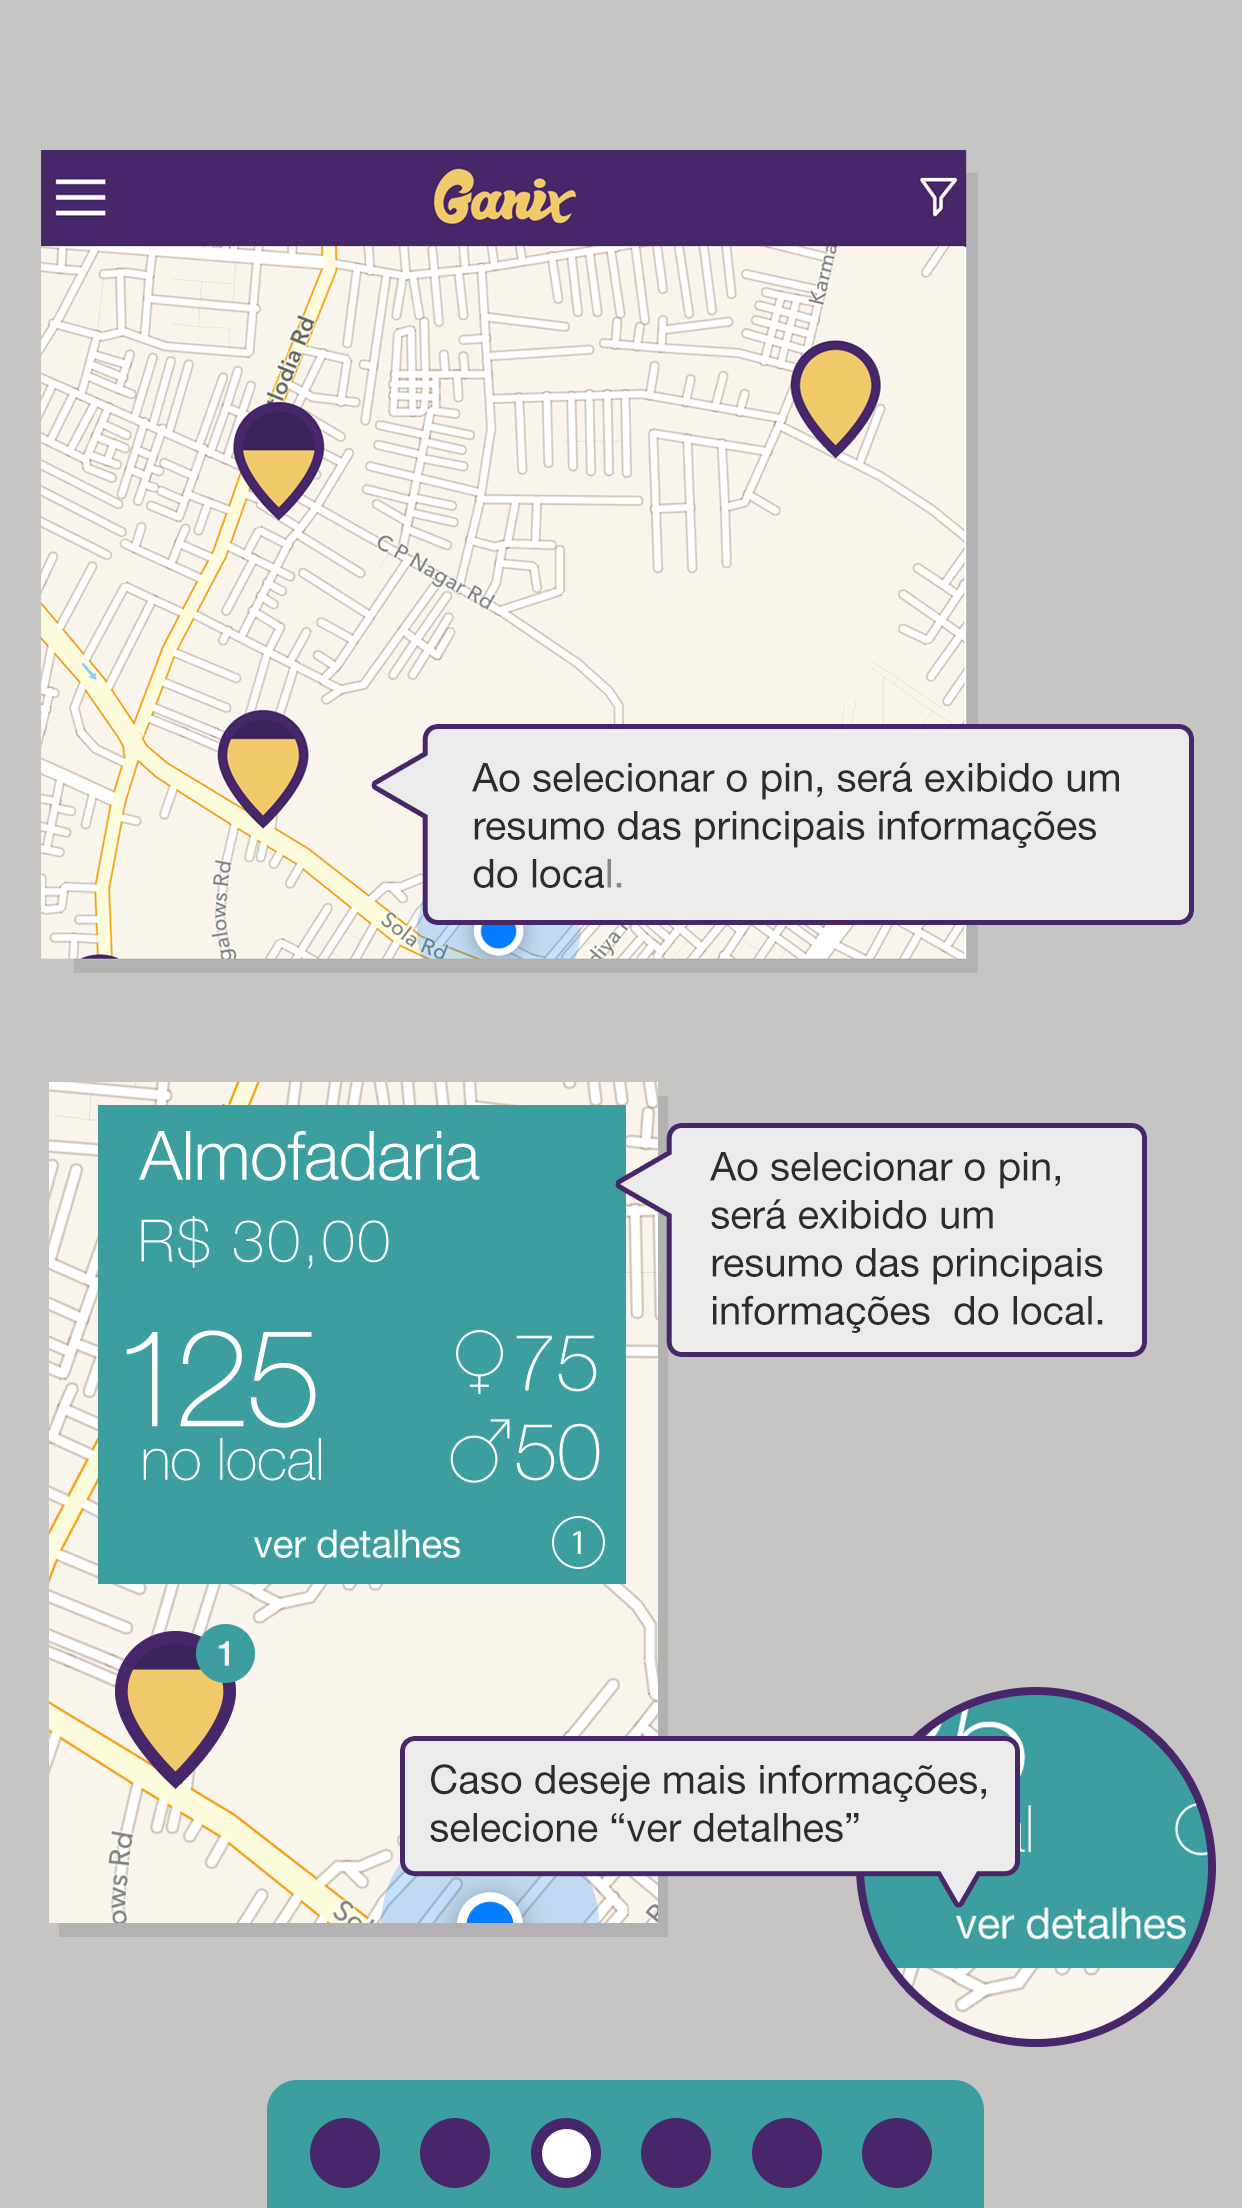 Ganix
Karma
lodia Rd
C P Nagar Rd
Ao selecionar o pin, será exibido um
resumo das principais informações
do local.
galows Rd
Sola Rd
diya
Almofadaria
R$ 30,00
125
no local
♀75
♂50
ver detalhes 1
Ao selecionar o pin,
será exibido um
resumo das principais
informações do local.
1
Caso deseje mais informações,
selecione “ver detalhes”
ows Rd
ver detalhes